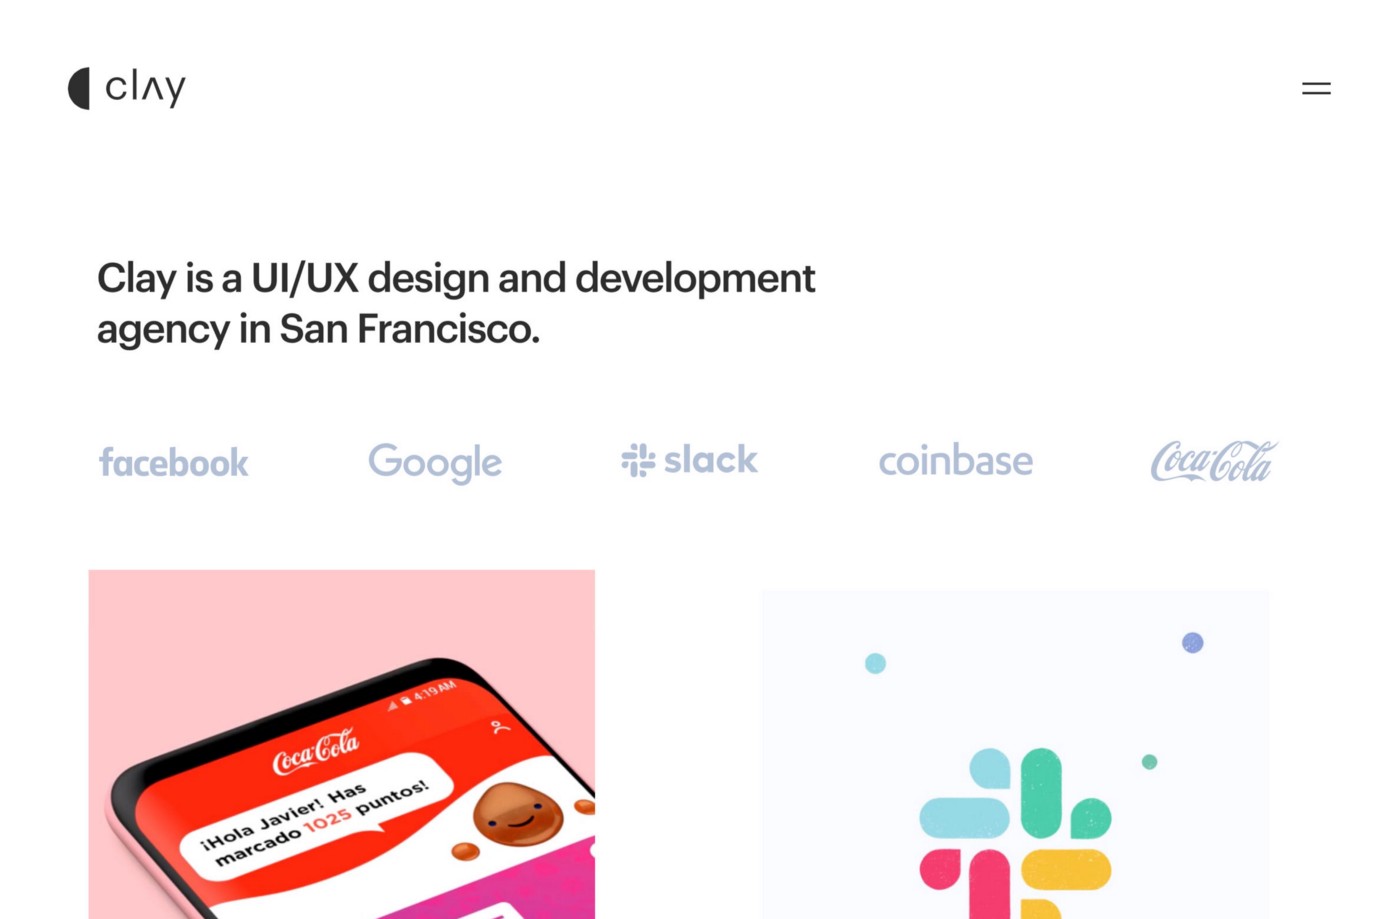 clay
Clay is a UI/UX design and development
agency in San Francisco.
facebook
Google
slack
coinbase
Coca-Cola
4:19 AM
Coca-Cola
¡Hola Javier! Has
marcado 1025 puntos!